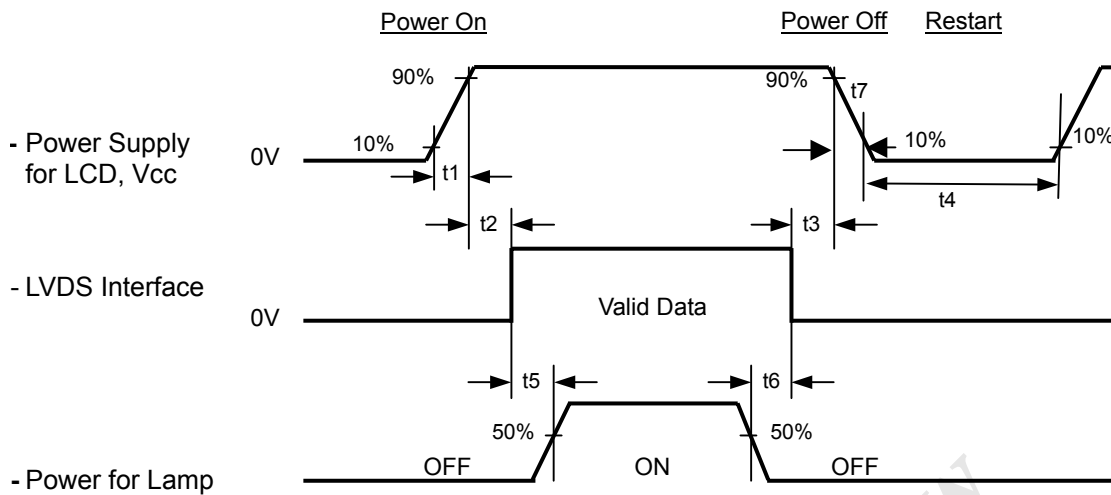 Power On
Power Off Restart
90%
90%
t7
- Power Supply
for LCD, Vcc
0V
10%
10%
10%
t1
t4
t2
t3
- LVDS Interface
0V
Valid Data
t5
t6
50%
50%
- Power for Lamp
OFF
ON
OFF